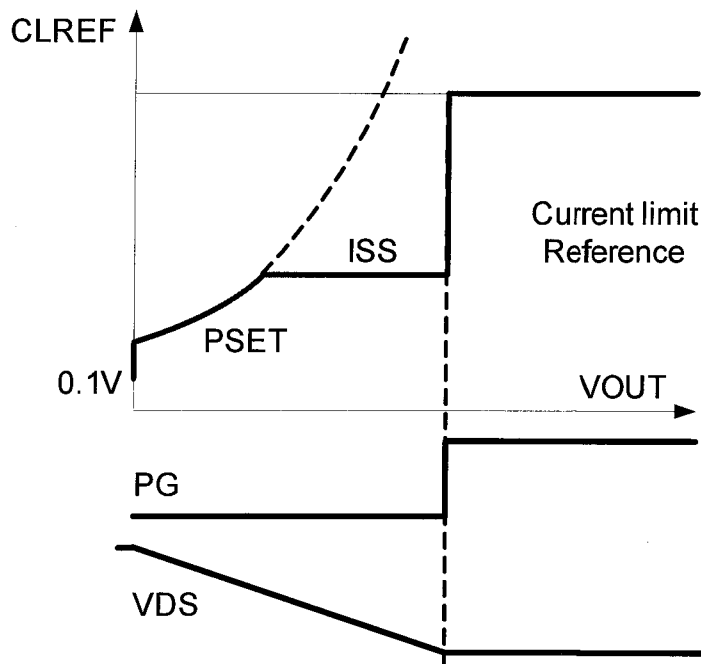 CLREF
ISS
Current limit
Reference
PSET
0.1V
VOUT
PG
VDS